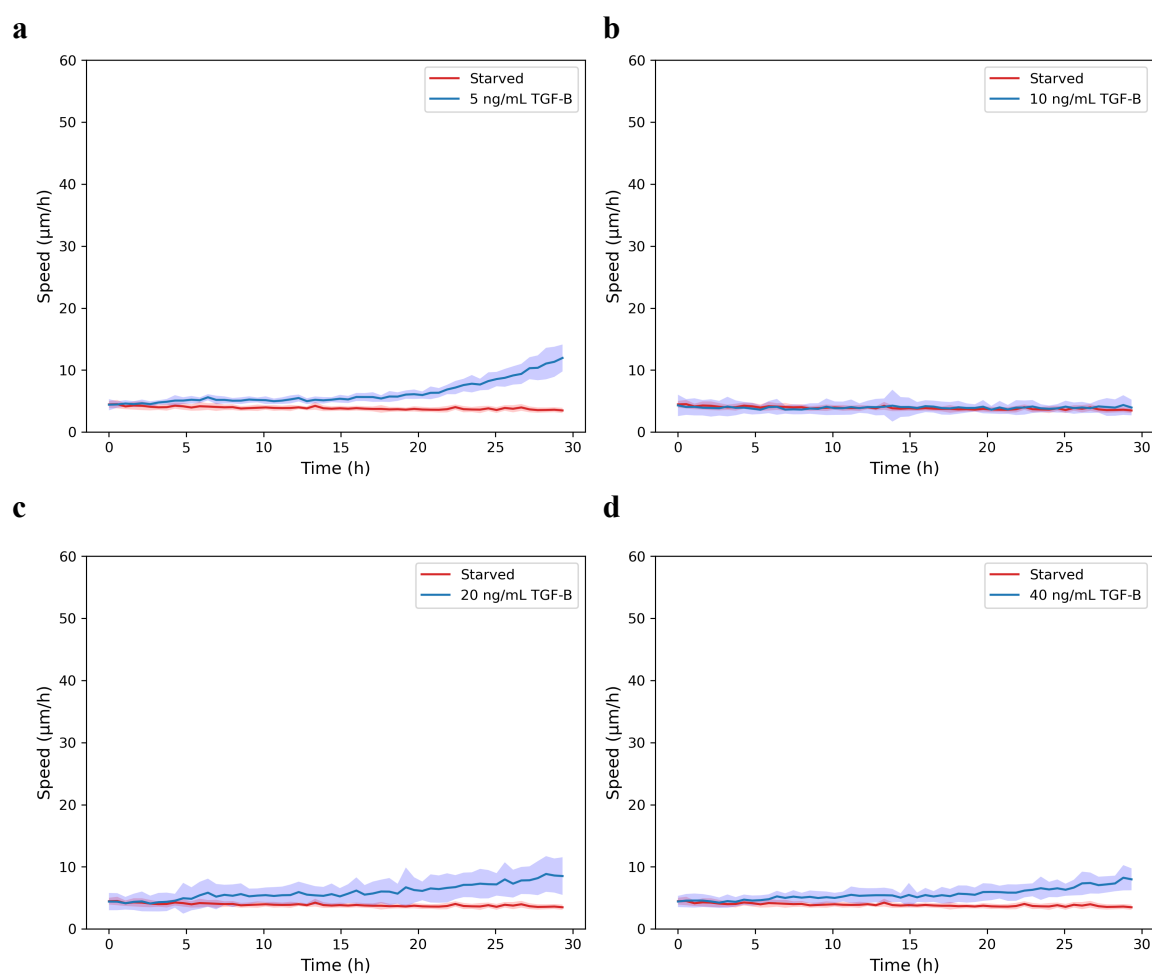 a
60
50
40
30
20
10
0
Speed (µm/h)
Starved
5 ng/mL TGF-B
0 5 10 15 20 25 30
Time (h)
b
60
50
40
30
20
10
0
Speed (µm/h)
Starved
10 ng/mL TGF-B
0 5 10 15 20 25 30
Time (h)
c
60
50
40
30
20
10
0
Speed (µm/h)
Starved
20 ng/mL TGF-B
0 5 10 15 20 25 30
Time (h)
d
60
50
40
30
20
10
0
Speed (µm/h)
Starved
40 ng/mL TGF-B
0 5 10 15 20 25 30
Time (h)